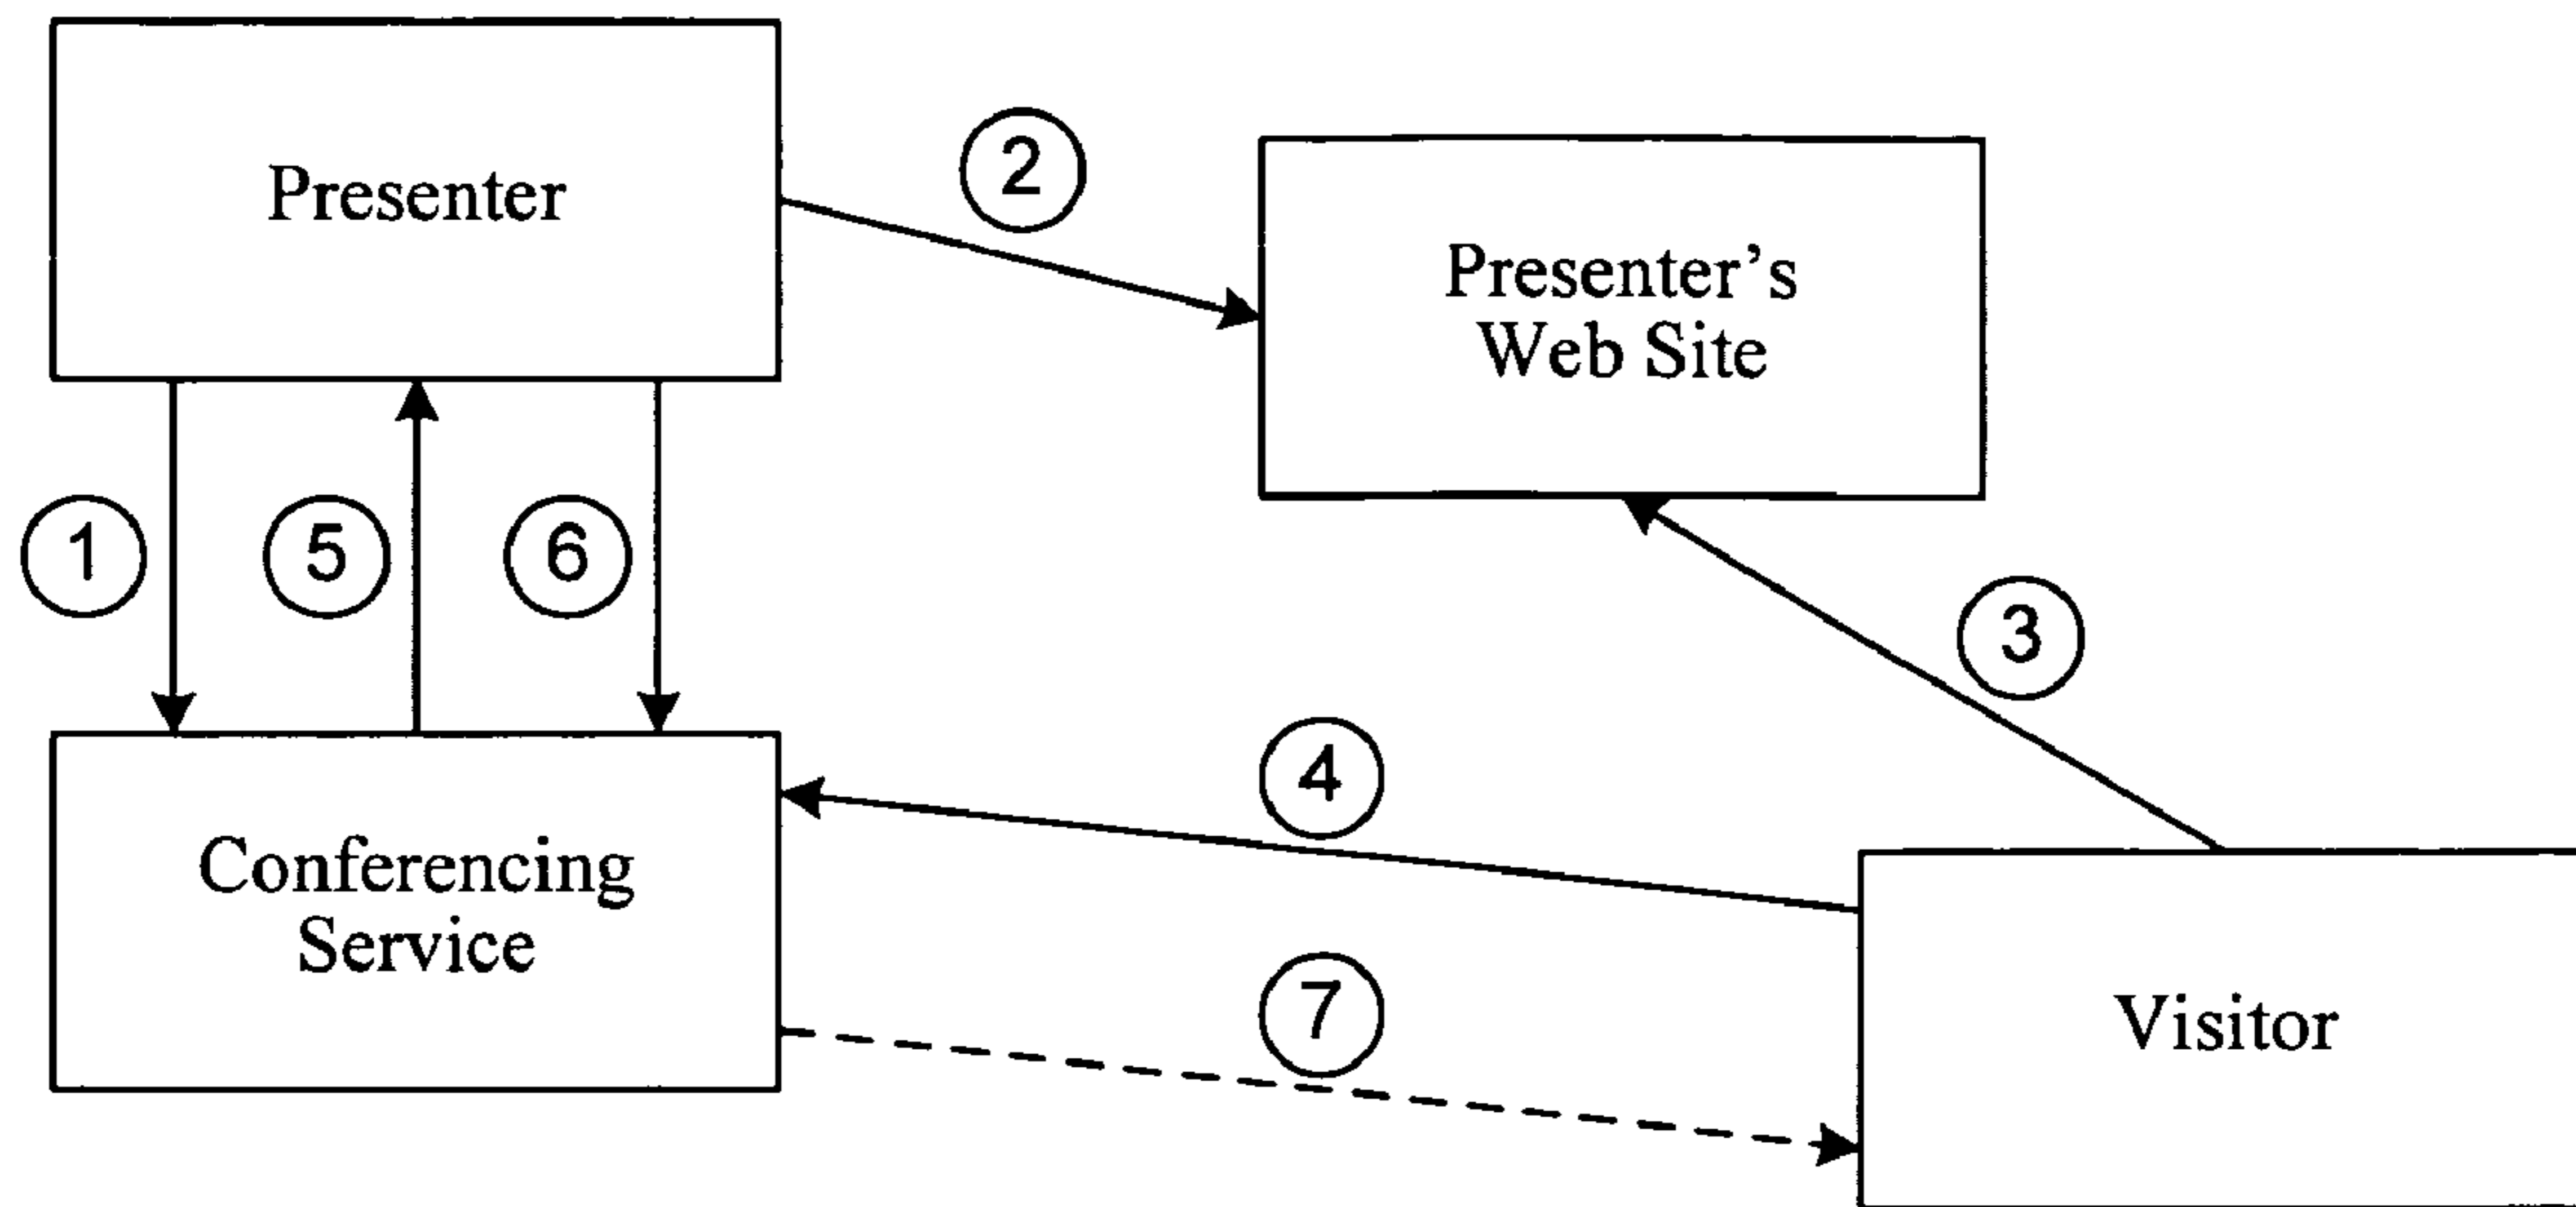 Presenter
2
Presenter’s
Web Site
1
5
6
3
4
Conferencing
Service
7
Visitor